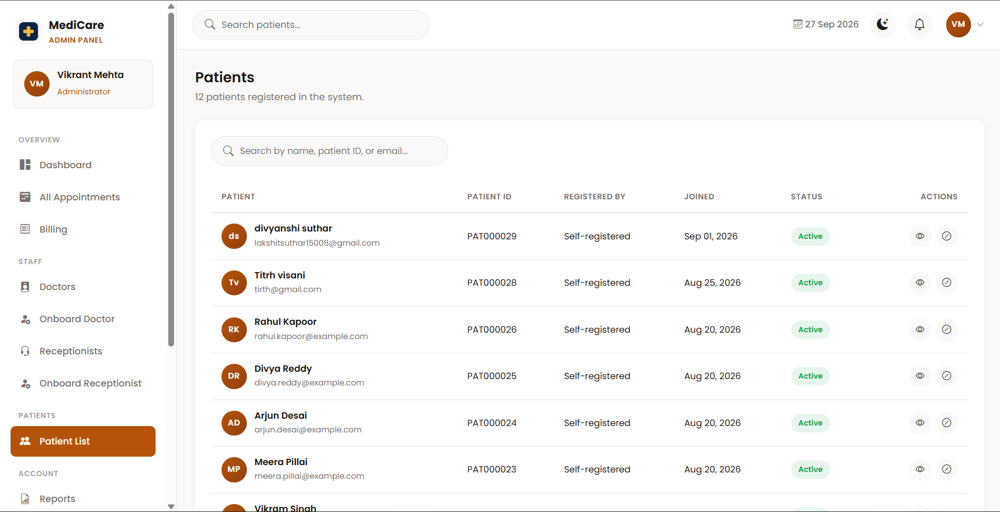 MediCare
ADMIN PANEL
VM
Vikrant Mehta
Administrator
OVERVIEW
Dashboard
All Appointments
Billing
STAFF
Doctors
Onboard Doctor
Receptionists
Onboard Receptionist
PATIENTS
Patient List
ACCOUNT
Reports
Search patients...
27 Sep 2026
VM
Patients
12 patients registered in the system.
Search by name, patient ID, or email...
PATIENT PATIENT ID REGISTERED BY JOINED STATUS ACTIONS
ds divyanshi suthar PAT000029 Self-registered Sep 01, 2026 Active
lakshitsuthar15008@gmail.com
Tv Titrh visani PAT000028 Self-registered Aug 25, 2026 Active
tirth@gmail.com
RK Rahul Kapoor PAT000026 Self-registered Aug 20, 2026 Active
rahul.kapoor@example.com
DR Divya Reddy PAT000025 Self-registered Aug 20, 2026 Active
divya.reddy@example.com
AD Arjun Desai PAT000024 Self-registered Aug 20, 2026 Active
arjun.desai@example.com
MP Meera Pillai PAT000023 Self-registered Aug 20, 2026 Active
meera.pillai@example.com
Vikram Singh